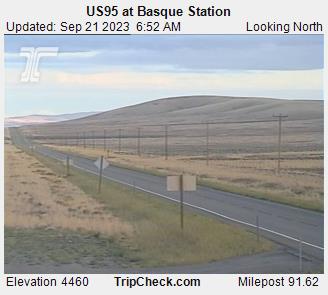 US95 at Basque Station
Updated: Sep 21 2023 6:52 AM Looking North
Elevation 4460 TripCheck.com Milepost 91.62